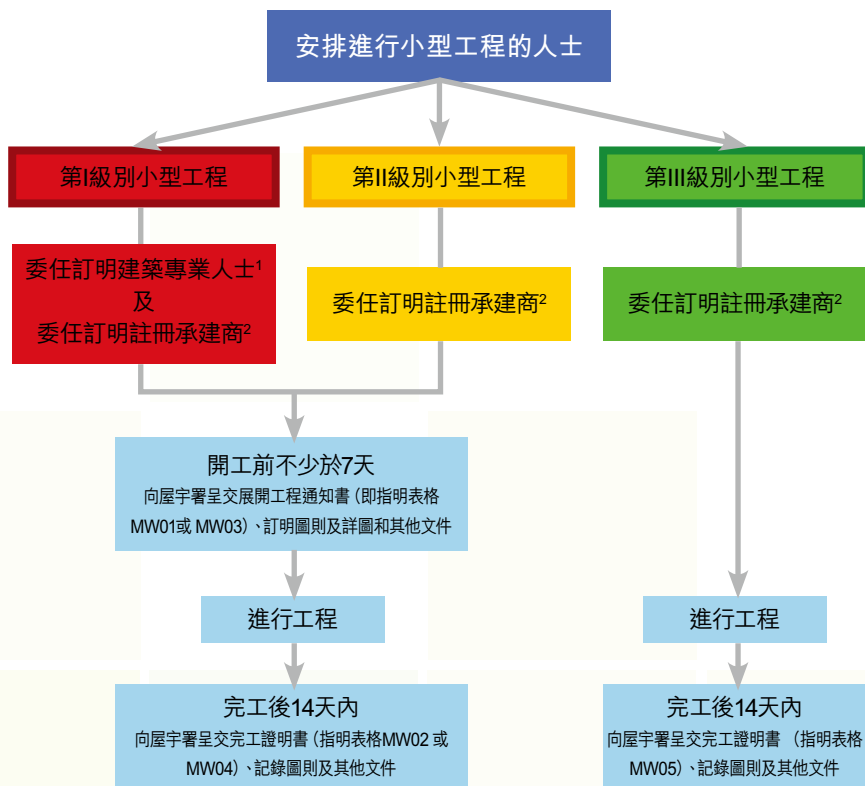 安排進行小型工程的人士
第I級別小型工程
第II級別小型工程
第III級別小型工程
委任訂明建築專業人士¹
及
委任訂明註冊承建商²
委任訂明註冊承建商²
委任訂明註冊承建商²
開工前不少於7天
向屋宇署呈交展開工程通知書（即指明表格
MW01或 MW03）、訂明圖則及詳圖和其他文件
進行工程
進行工程
完工後14天內
向屋宇署呈交完工證明書（指明表格MW02 或
MW04）、記錄圖則及其他文件
完工後14天內
向屋宇署呈交完工證明書 （指明表格
MW05）、記錄圖則及其他文件